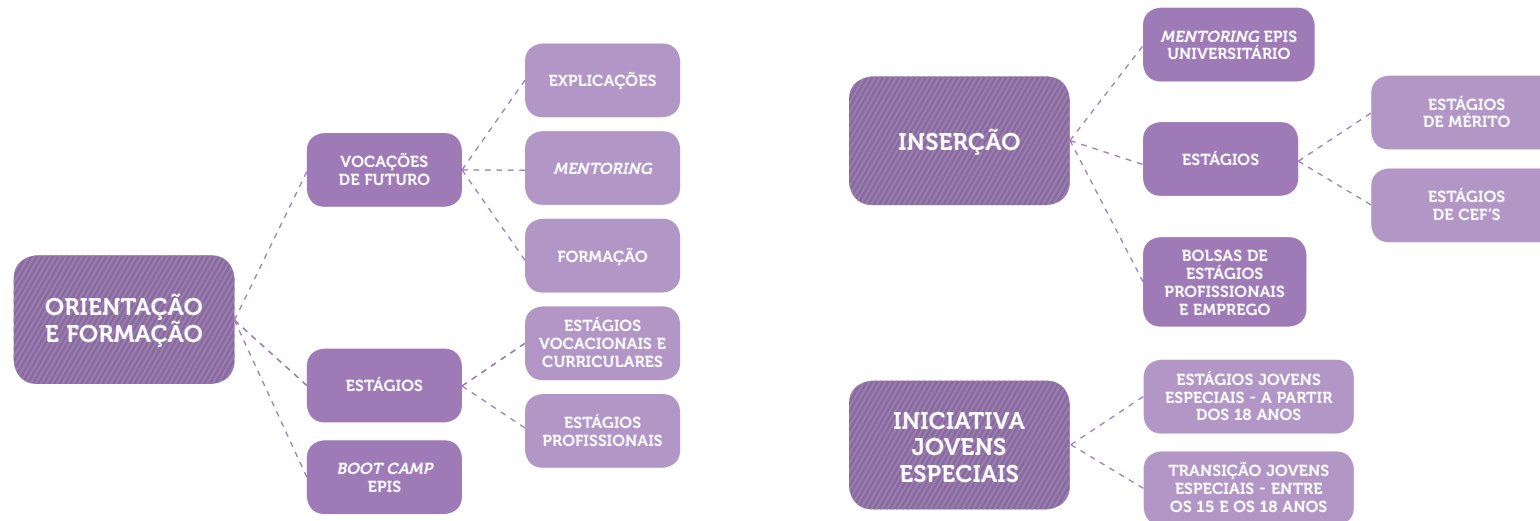 ORIENTAÇÃO
E FORMAÇÃO
VOCAÇÕES
DE FUTURO
EXPLICAÇÕES
MENTORING
FORMAÇÃO
ESTÁGIOS
ESTÁGIOS
VOCACIONAIS E
CURRICULARES
ESTÁGIOS
PROFISSIONAIS
BOOT CAMP
EPIS
INSERÇÃO
MENTORING EPIS
UNIVERSITÁRIO
ESTÁGIOS
ESTÁGIOS
DE MÉRITO
ESTÁGIOS
DE CEF'S
BOLSAS DE
ESTÁGIOS
PROFISSIONAIS
E EMPREGO
INICIATIVA
JOVENS
ESPECIAIS
ESTÁGIOS JOVENS
ESPECIAIS - A PARTIR
DOS 18 ANOS
TRANSIÇÃO JOVENS
ESPECIAIS - ENTRE
OS 15 E OS 18 ANOS